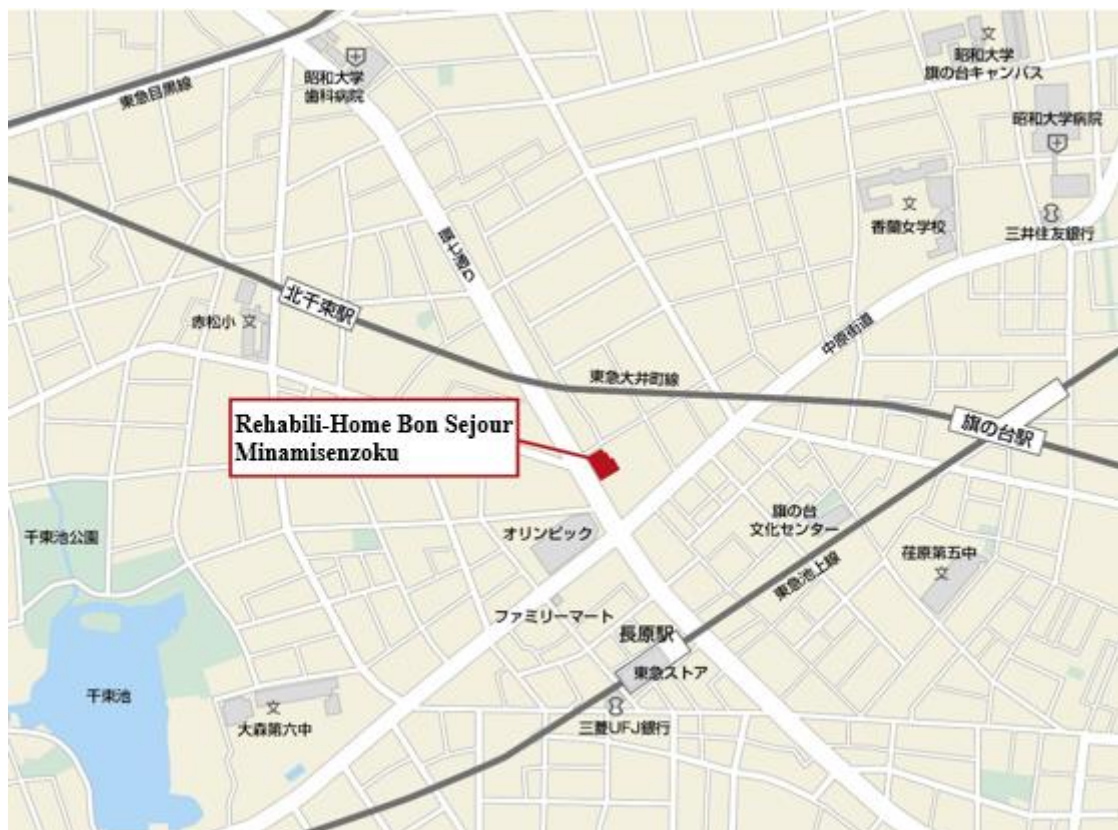 昭和大学
歯科病院
東急目黒線
文
昭和大学
旗の台キャンパス
昭和大学病院
文
香蘭女学校
三井住友銀行
環七通り
中原街道
北千束駅
赤松小 文
東急大井町線
旗の台駅
Rehabili-Home Bon Sejour
Minamisenzoku
千束池公園
オリンピック
旗の台
文化センター
荏原第五中
文
東急池上線
ファミリーマート
長原駅
東急ストア
千束池
文
大森第六中
三菱UFJ銀行